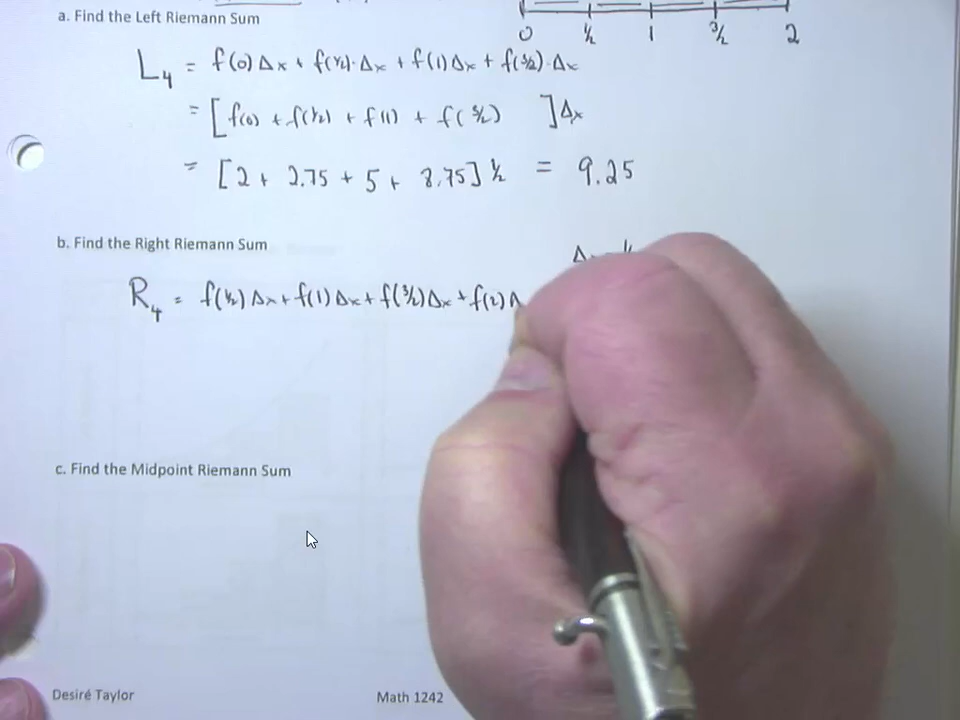 a. Find the Left Riemann Sum
0 ½ 1 3/2 2
L₄ = f(0) Δx + f(½)·Δx + f(1) Δx + f(3/2)·Δx
= [f(0) + f(½) + f(1) + f(3/2) ] Δx
= [2 + 2.75 + 5 + 8.75] ½ = 9.25
b. Find the Right Riemann Sum
R₄ = f(½) Δx + f(1) Δx + f(3/2) Δx + f(2) Δ
c. Find the Midpoint Riemann Sum
Desiré Taylor Math 1242